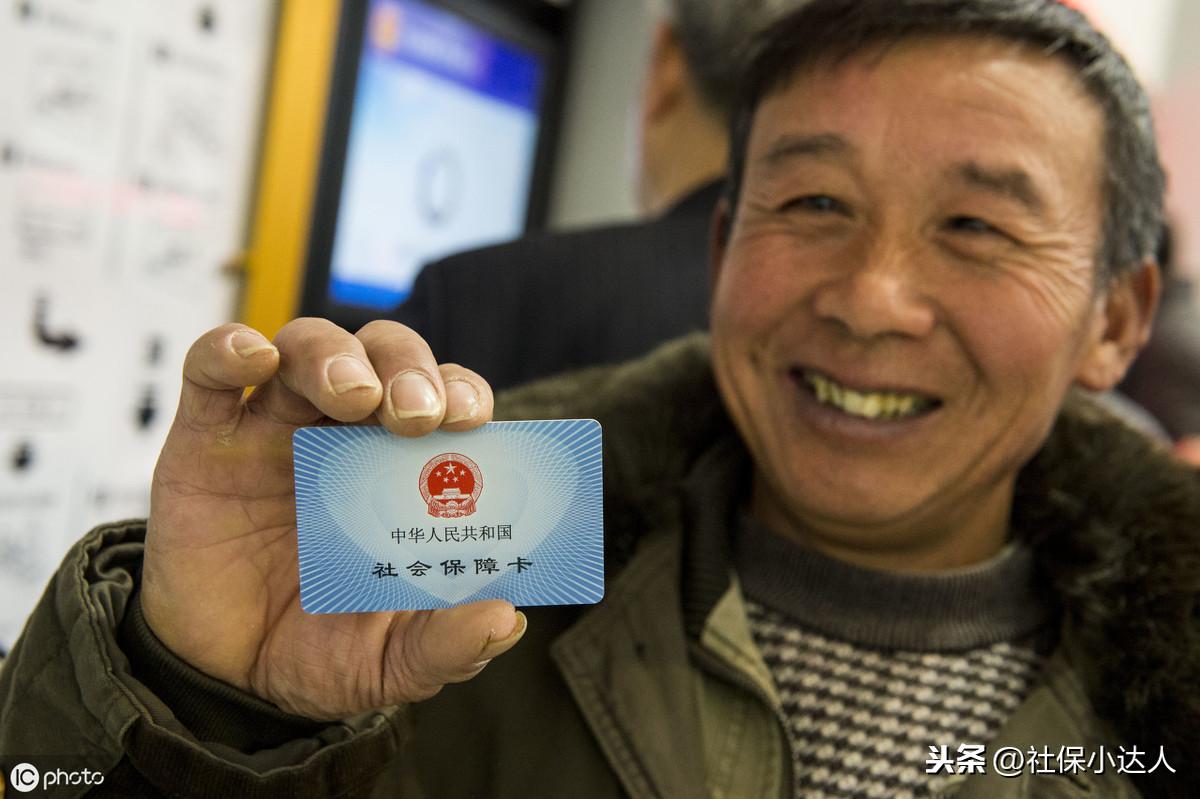 中华人民共和国
社会保障卡
IC photo
头条 @社保小达人